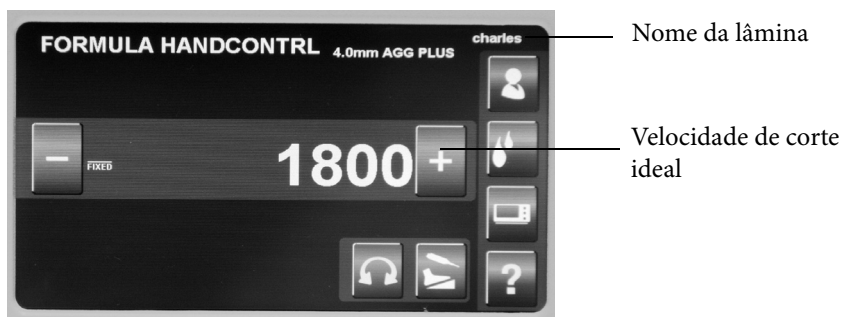 FORMULA HANDCONTRL 4.0mm AGG PLUS charles
Nome da lâmina
− FIXED 1800 +
Velocidade de corte
ideal
?